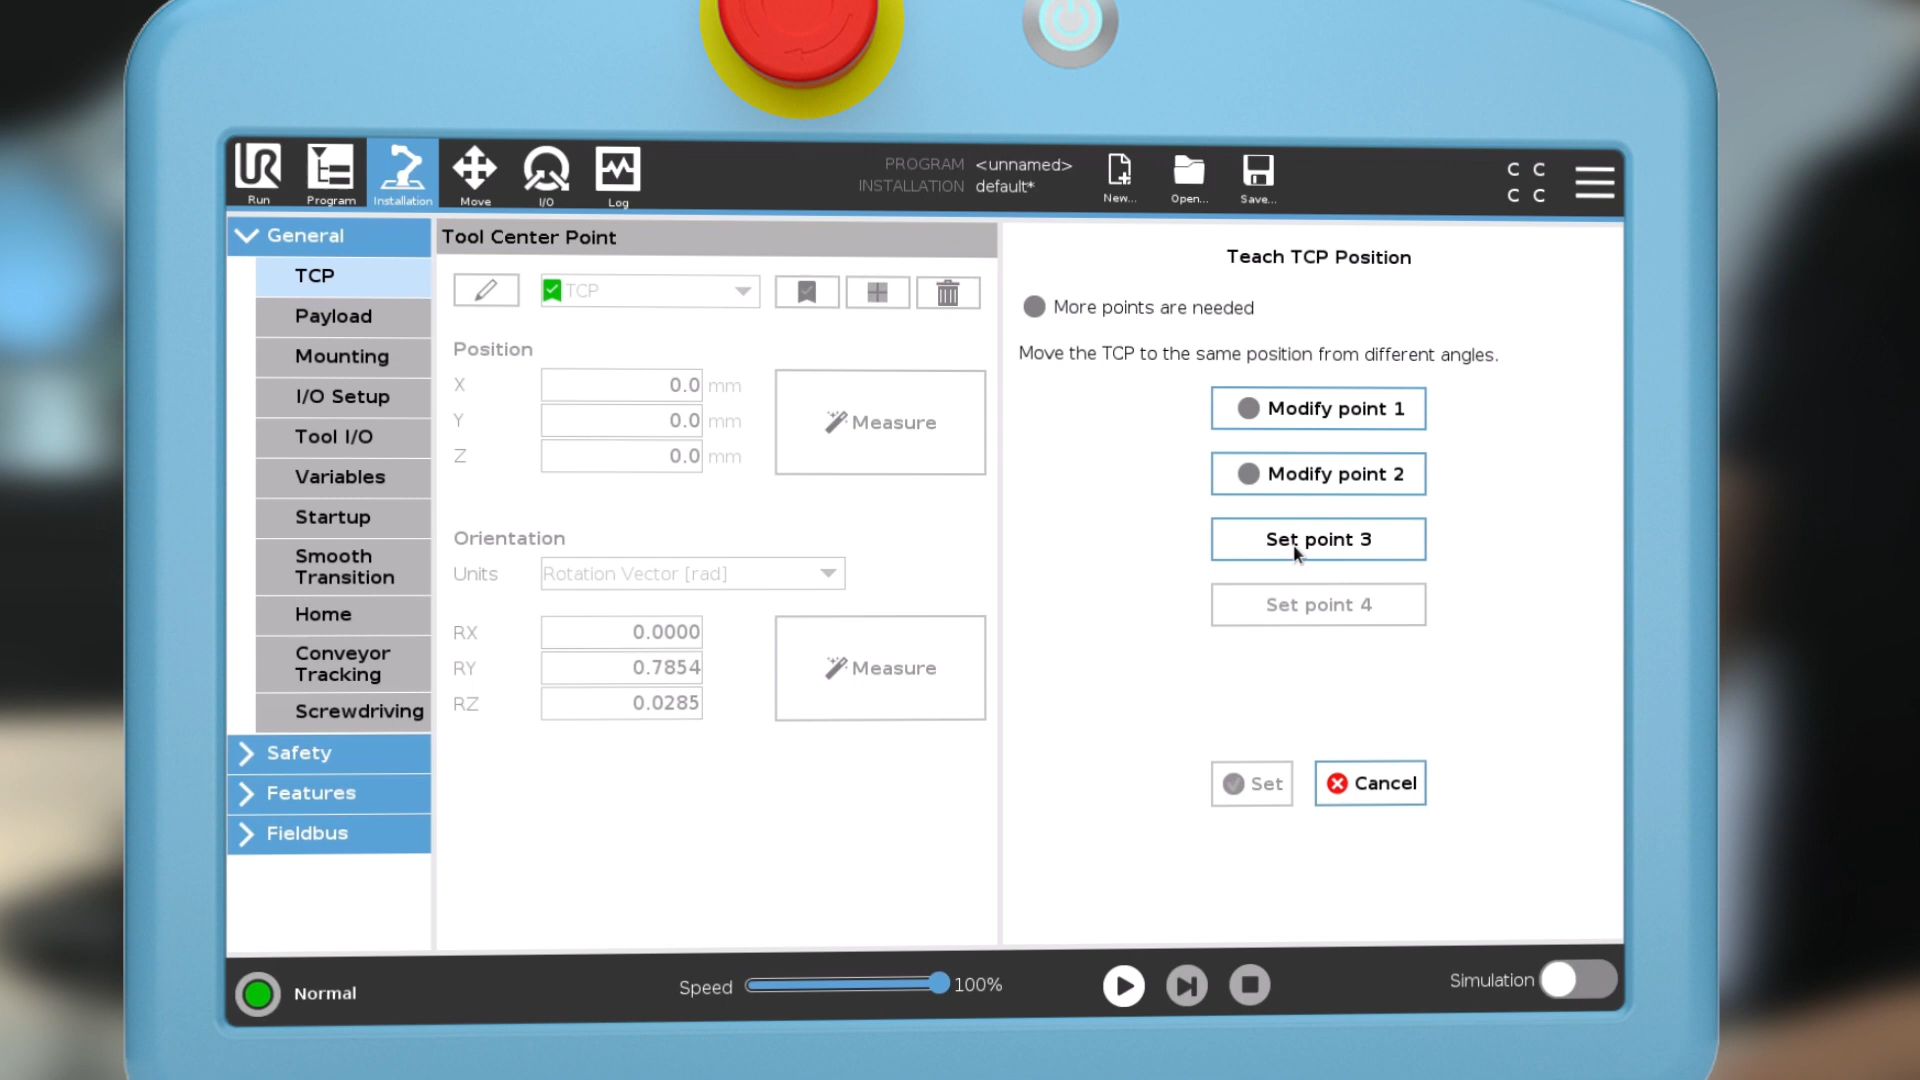 Run
Program
Installation
Move
I/O
Log
PROGRAM <unnamed>
INSTALLATION default*
New...
Open...
Save...
C C
C C
General
TCP
Payload
Mounting
I/O Setup
Tool I/O
Variables
Startup
Smooth
Transition
Home
Conveyor
Tracking
Screwdriving
Safety
Features
Fieldbus
Tool Center Point
TCP
Position
X 0.0 mm
Y 0.0 mm
Z 0.0 mm
Measure
Orientation
Units Rotation Vector [rad]
RX 0.0000
RY 0.7854
RZ 0.0285
Measure
Teach TCP Position
More points are needed
Move the TCP to the same position from different angles.
Modify point 1
Modify point 2
Set point 3
Set point 4
Set
Cancel
Normal
Speed 100%
Simulation